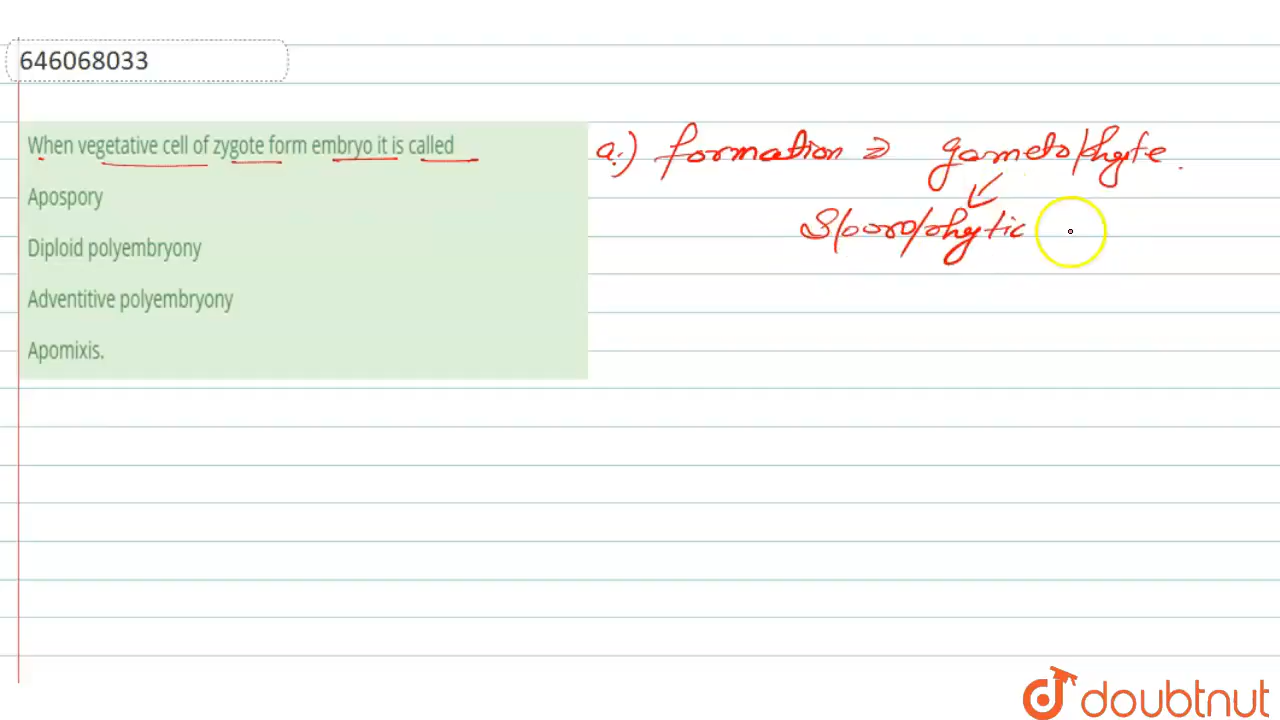 646068033
When vegetative cell of zygote form embryo it is called
Apospory
Diploid polyembryony
Adventitive polyembryony
Apomixis.
a.) formation ⇒ gametophyte.
Sporophytic
doubtnut